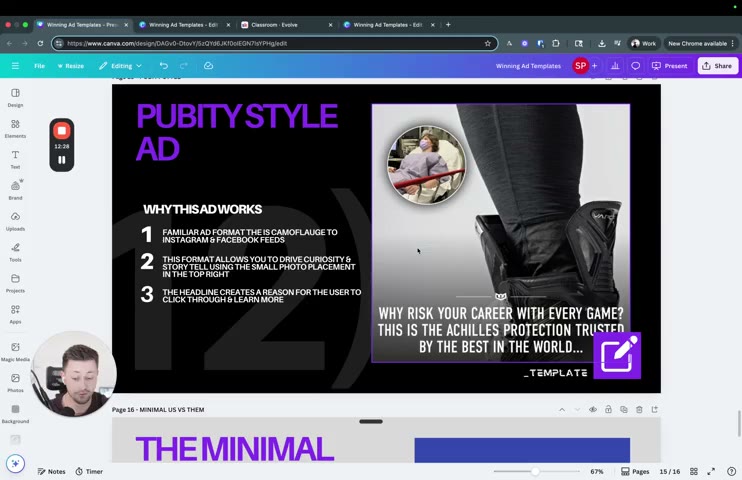 Winning Ad Templates - Pre
Winning Ad Templates - Edit
Classroom · Evolve
Winning Ad Templates - Edit
https://www.canva.com/design/DAGv0-DtovY/5zQYd6JKf0oIEGN7lsYPHg/edit
Work
New Chrome available
File
Resize
Editing
Winning Ad Templates
SP
Present
Share
Design
Elements
Text
Brand
Uploads
Tools
Projects
Apps
Magic Media
Photos
Background
12:28
PUBITY STYLE
AD
12)
WHY THIS AD WORKS
1 FAMILIAR AD FORMAT THE IS CAMOFLAUGE TO
INSTAGRAM & FACEBOOK FEEDS
2 THIS FORMAT ALLOWS YOU TO DRIVE CURIOSITY &
STORY TELL USING THE SMALL PHOTO PLACEMENT
IN THE TOP RIGHT
3 THE HEADLINE CREATES A REASON FOR THE USER TO
CLICK THROUGH & LEARN MORE
WHY RISK YOUR CAREER WITH EVERY GAME?
THIS IS THE ACHILLES PROTECTION TRUSTED
BY THE BEST IN THE WORLD...
_TEMPLATE
Page 16 - MINIMAL US VS THEM
THE MINIMAL
Notes
Timer
67%
Pages
15 / 16